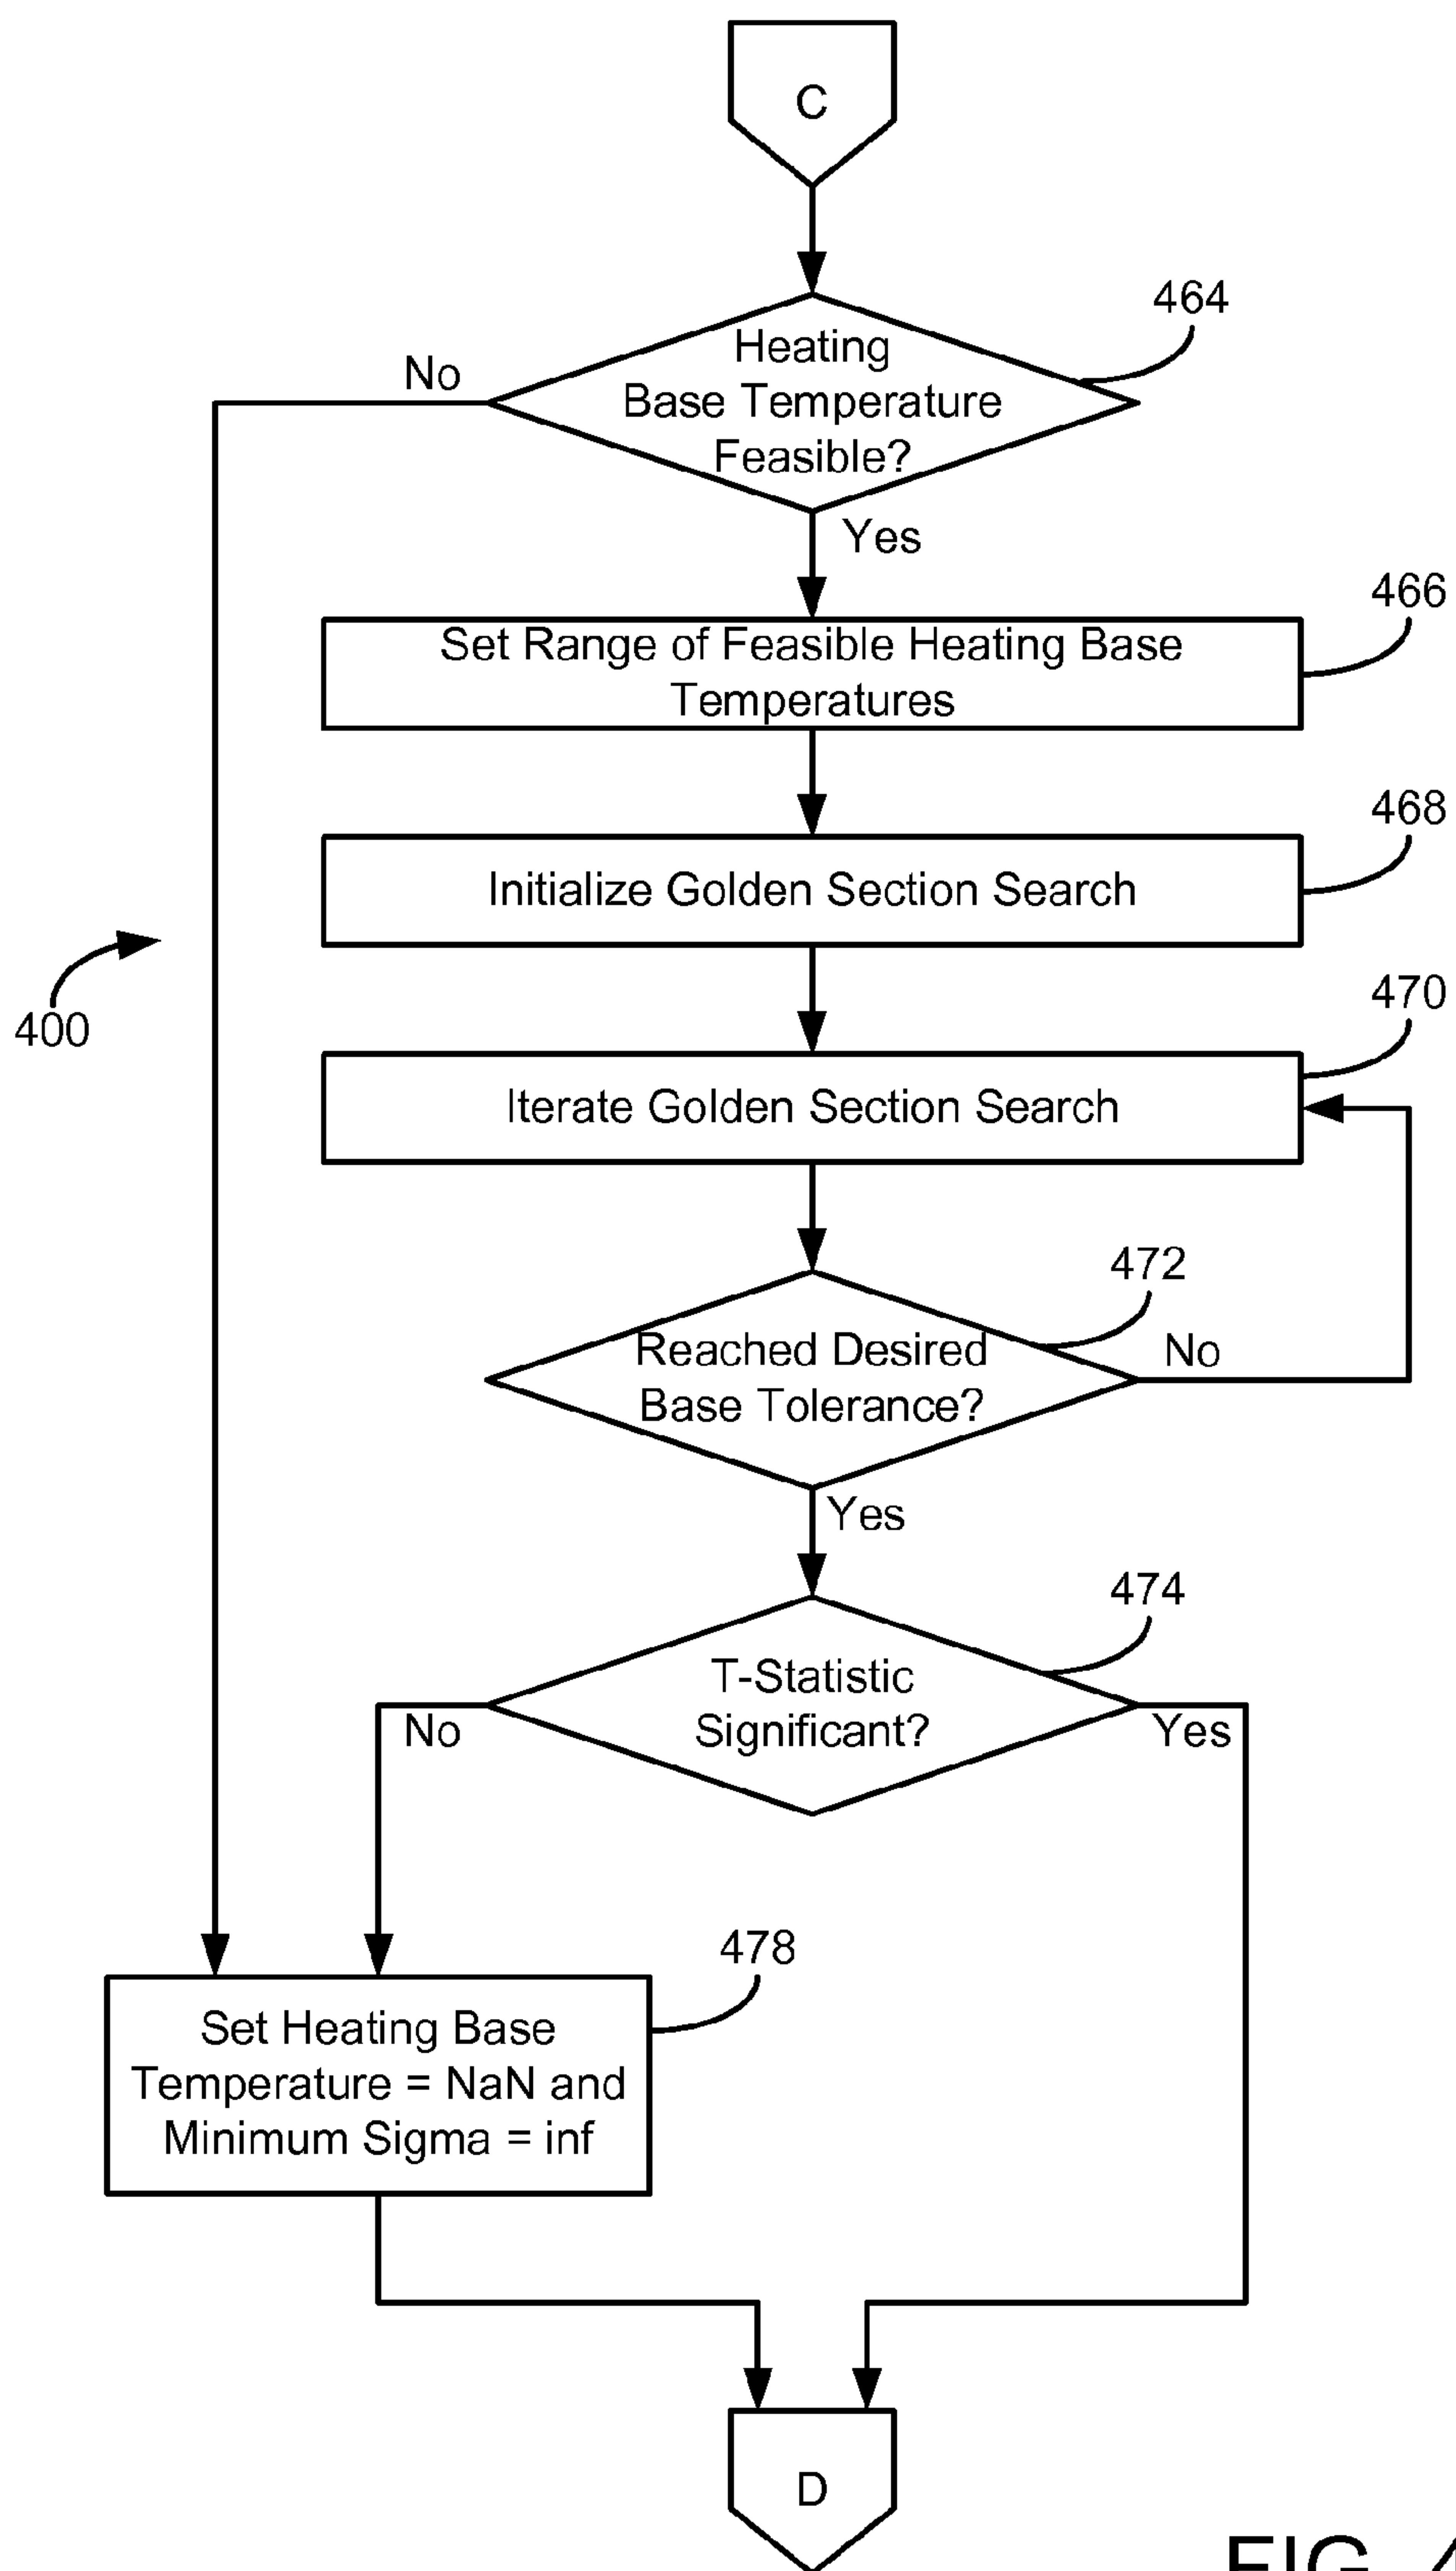 C
464
Heating
Base Temperature
Feasible?
No
Yes
466
Set Range of Feasible Heating Base
Temperatures
468
Initialize Golden Section Search
400
470
Iterate Golden Section Search
472
Reached Desired
Base Tolerance?
No
Yes
474
T-Statistic
Significant?
No
Yes
478
Set Heating Base
Temperature = NaN and
Minimum Sigma = inf
D
FIG. 4